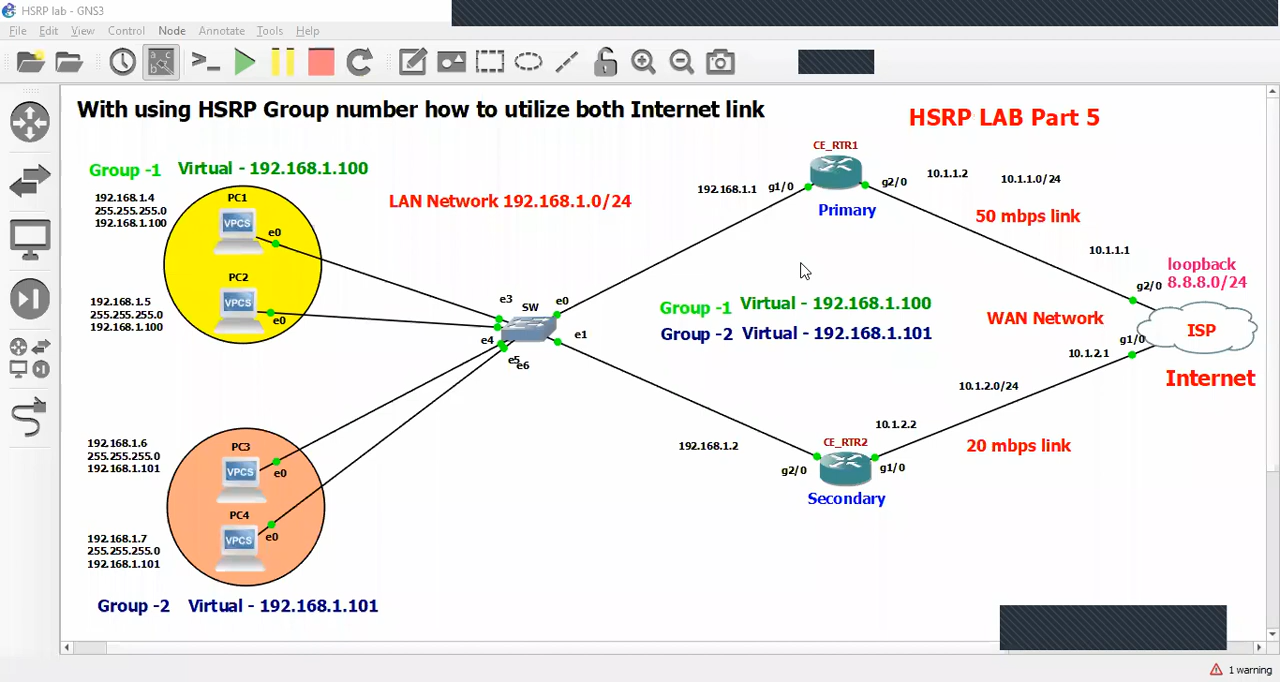 HSRP lab - GNS3
File Edit View Control Node Annotate Tools Help
With using HSRP Group number how to utilize both Internet link
HSRP LAB Part 5
Group -1 Virtual - 192.168.1.100
192.168.1.4
255.255.255.0
192.168.1.100
PC1
VPCS
e0
LAN Network 192.168.1.0/24
PC2
VPCS
e0
192.168.1.5
255.255.255.0
192.168.1.100
CE_RTR1
192.168.1.1 g1/0
g2/0 10.1.1.2 10.1.1.0/24
Primary
50 mbps link
10.1.1.1
loopback
8.8.8.0/24
g2/0
e3 SW e0
e1
e4
e5
e6
Group -1 Virtual - 192.168.1.100
Group -2 Virtual - 192.168.1.101
WAN Network
ISP
g1/0
10.1.2.1
Internet
10.1.2.0/24
10.1.2.2
192.168.1.2
CE_RTR2
g2/0 g1/0
Secondary
20 mbps link
192.168.1.6
255.255.255.0
192.168.1.101
PC3
VPCS
e0
PC4
VPCS
e0
192.168.1.7
255.255.255.0
192.168.1.101
Group -2 Virtual - 192.168.1.101
1 warning